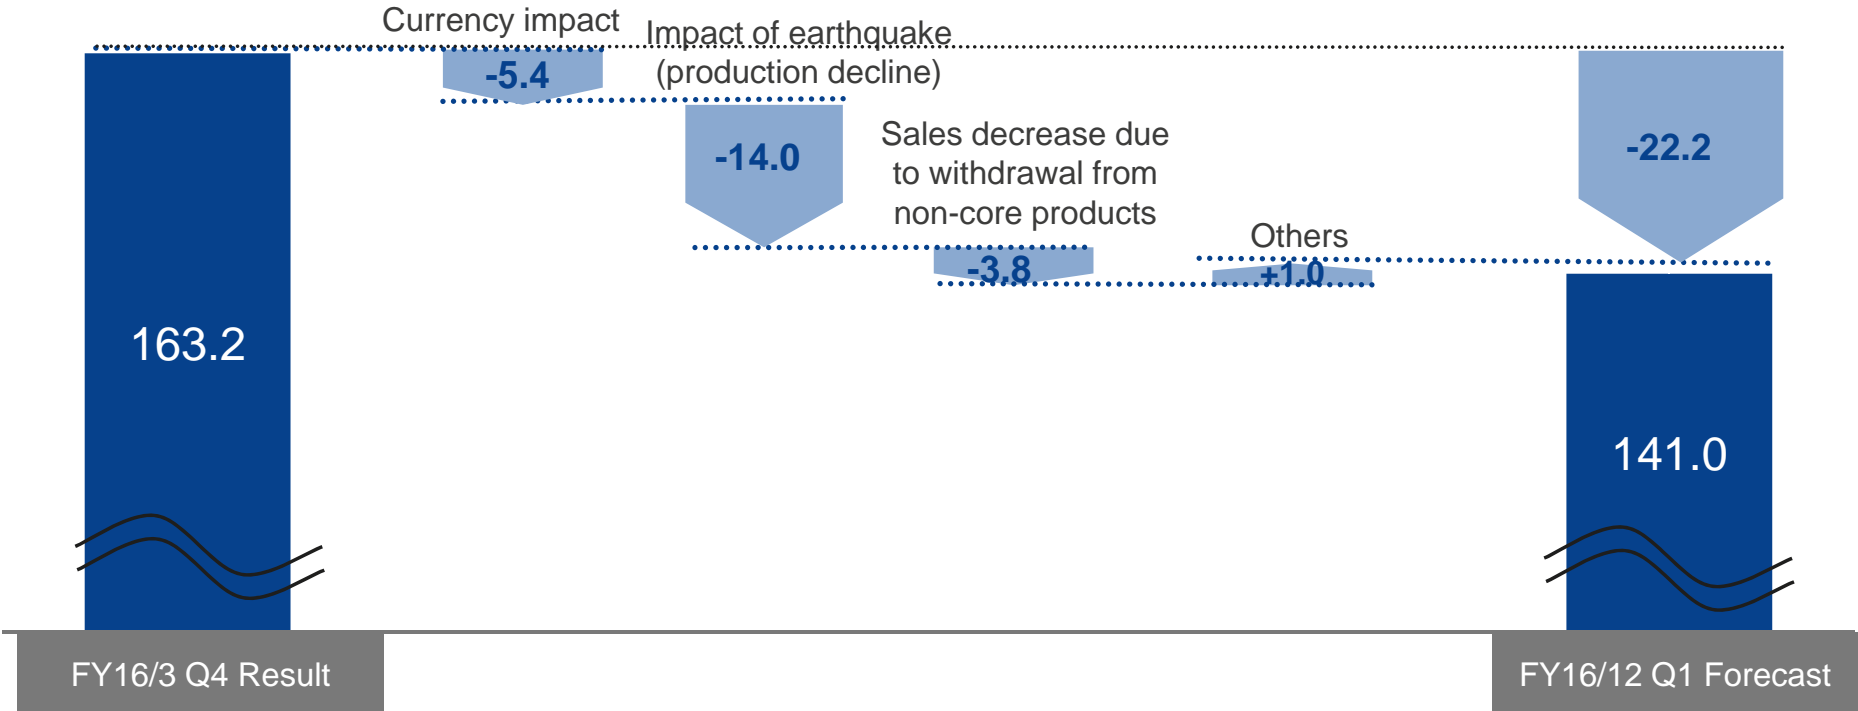 Currency impact
Impact of earthquake
(production decline)
-5.4
-14.0
Sales decrease due
to withdrawal from
non-core products
-3.8
Others
+1.0
-22.2
163.2
141.0
FY16/3 Q4 Result
FY16/12 Q1 Forecast